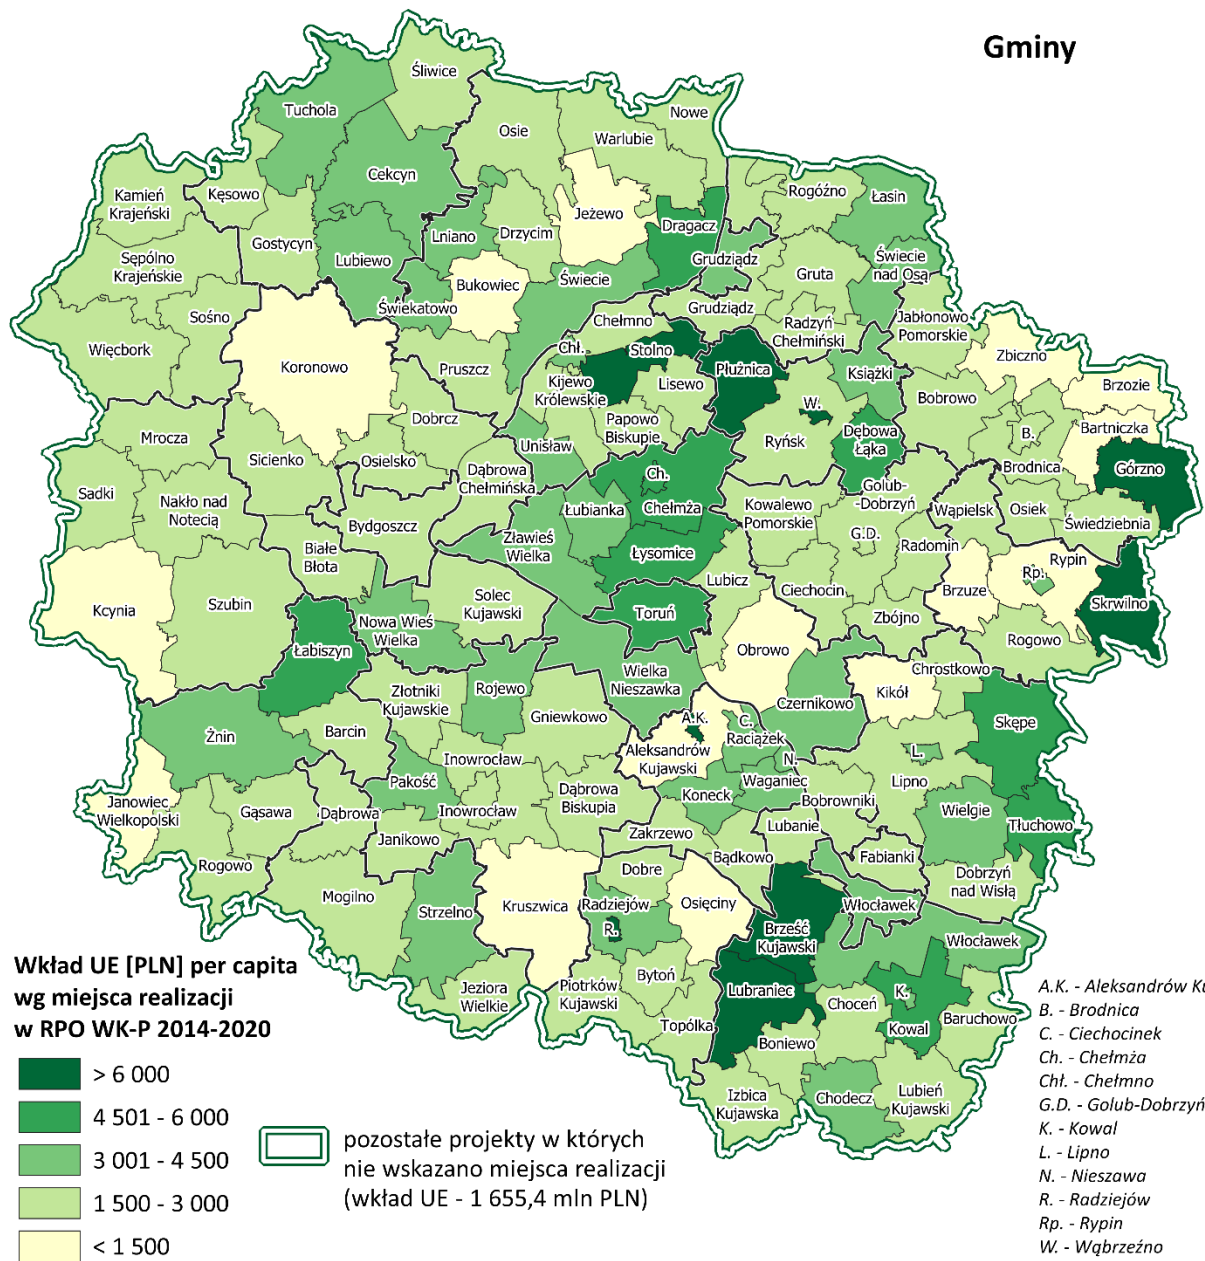 Gminy
Śliwice
Tuchola
Nowe
Osie
Warlubie
Cekcyn
Kęsowo
Kamień
Krajeński
Rogóźno
Łasin
Jeżewo
Dragacz
Drzycim
Lniano
Gostycyn
Lubiewo
Sępólno
Krajeńskie
Grudziądz
Świecie
nad Osą
Gruta
Świecie
Bukowiec
Świekatowo
Sośno
Więcbork
Grudziądz
Chełmno
Radzyń
Chełmiński
Jabłonowo
Pomorskie
Koronowo
Pruszcz
Chł.
Stolno
Płużnica
Zbiczno
Książki
Brzozie
Kijewo
Królewskie
Lisewo
Bobrowo
W.
Dobrcz
Papowo
Biskupie
Bartniczka
B.
Mrocza
Ryńsk
Dębowa
Łąka
Unisław
Sicienko
Osielsko
Brodnica
Górzno
Dąbrowa
Chełmińska
Ch.
Golub-
-Dobrzyń
Sadki
Nakło nad
Notecią
Chełmża
Łubianka
Kowalewo
Pomorskie
Wąpielsk
Osiek
Świedziebnia
Bydgoszcz
Zławieś
Wielka
G.D.
Radomin
Białe
Błota
Łysomice
Rypin
Rp.
Lubicz
Ciechocin
Brzuze
Skrwilno
Kcynia
Szubin
Solec
Kujawski
Toruń
Zbójno
Nowa Wieś
Wielka
Rogowo
Łabiszyn
Obrowo
Chrostkowo
Wielka
Nieszawka
Kikół
Złotniki
Kujawskie
Rojewo
Czernikowo
Gniewkowo
A.K.
C.
Raciążek
Skępe
Żnin
Barcin
Aleksandrów
Kujawski
N.
L.
Inowrocław
Pakość
Waganiec
Lipno
Koneck
Dąbrowa
Biskupia
Bobrowniki
Janowiec
Wielkopolski
Gąsawa
Dąbrowa
Inowrocław
Wielgie
Tłuchowo
Zakrzewo
Lubanie
Janikowo
Bądkowo
Fabianki
Rogowo
Dobre
Dobrzyń
nad Wisłą
Mogilno
Strzelno
Kruszwica
Radziejów
Osięciny
Włocławek
R.
Brześć
Kujawski
Włocławek
Bytoń
Jeziora
Wielkie
Piotrków
Kujawski
Lubraniec
K.
Choceń
Baruchowo
Topólka
Kowal
Boniewo
Izbica
Kujawska
Chodecz
Lubień
Kujawski
Wkład UE [PLN] per capita
wg miejsca realizacji
w RPO WK-P 2014-2020
> 6 000
4 501 - 6 000
3 001 - 4 500
1 500 - 3 000
< 1 500
pozostałe projekty w których
nie wskazano miejsca realizacji
(wkład UE - 1 655,4 mln PLN)
A.K. - Aleksandrów Ku
B. - Brodnica
C. - Ciechocinek
Ch. - Chełmża
Chł. - Chełmno
G.D. - Golub-Dobrzyń
K. - Kowal
L. - Lipno
N. - Nieszawa
R. - Radziejów
Rp. - Rypin
W. - Wąbrzeźno